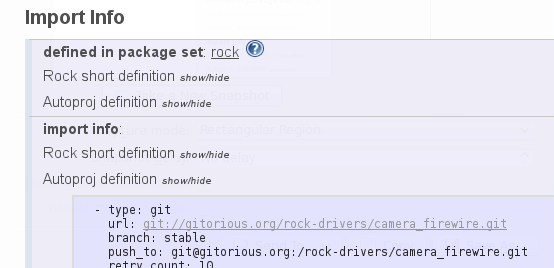 Import Info
defined in package set: rock
Rock short definition show/hide
Autoproj definition show/hide
import info:
Rock short definition show/hide
Autoproj definition show/hide
- type: git
url: git://gitorious.org/rock-drivers/camera_firewire.git
branch: stable
push_to: git@gitorious.org:/rock-drivers/camera_firewire.git
retry_count: 10